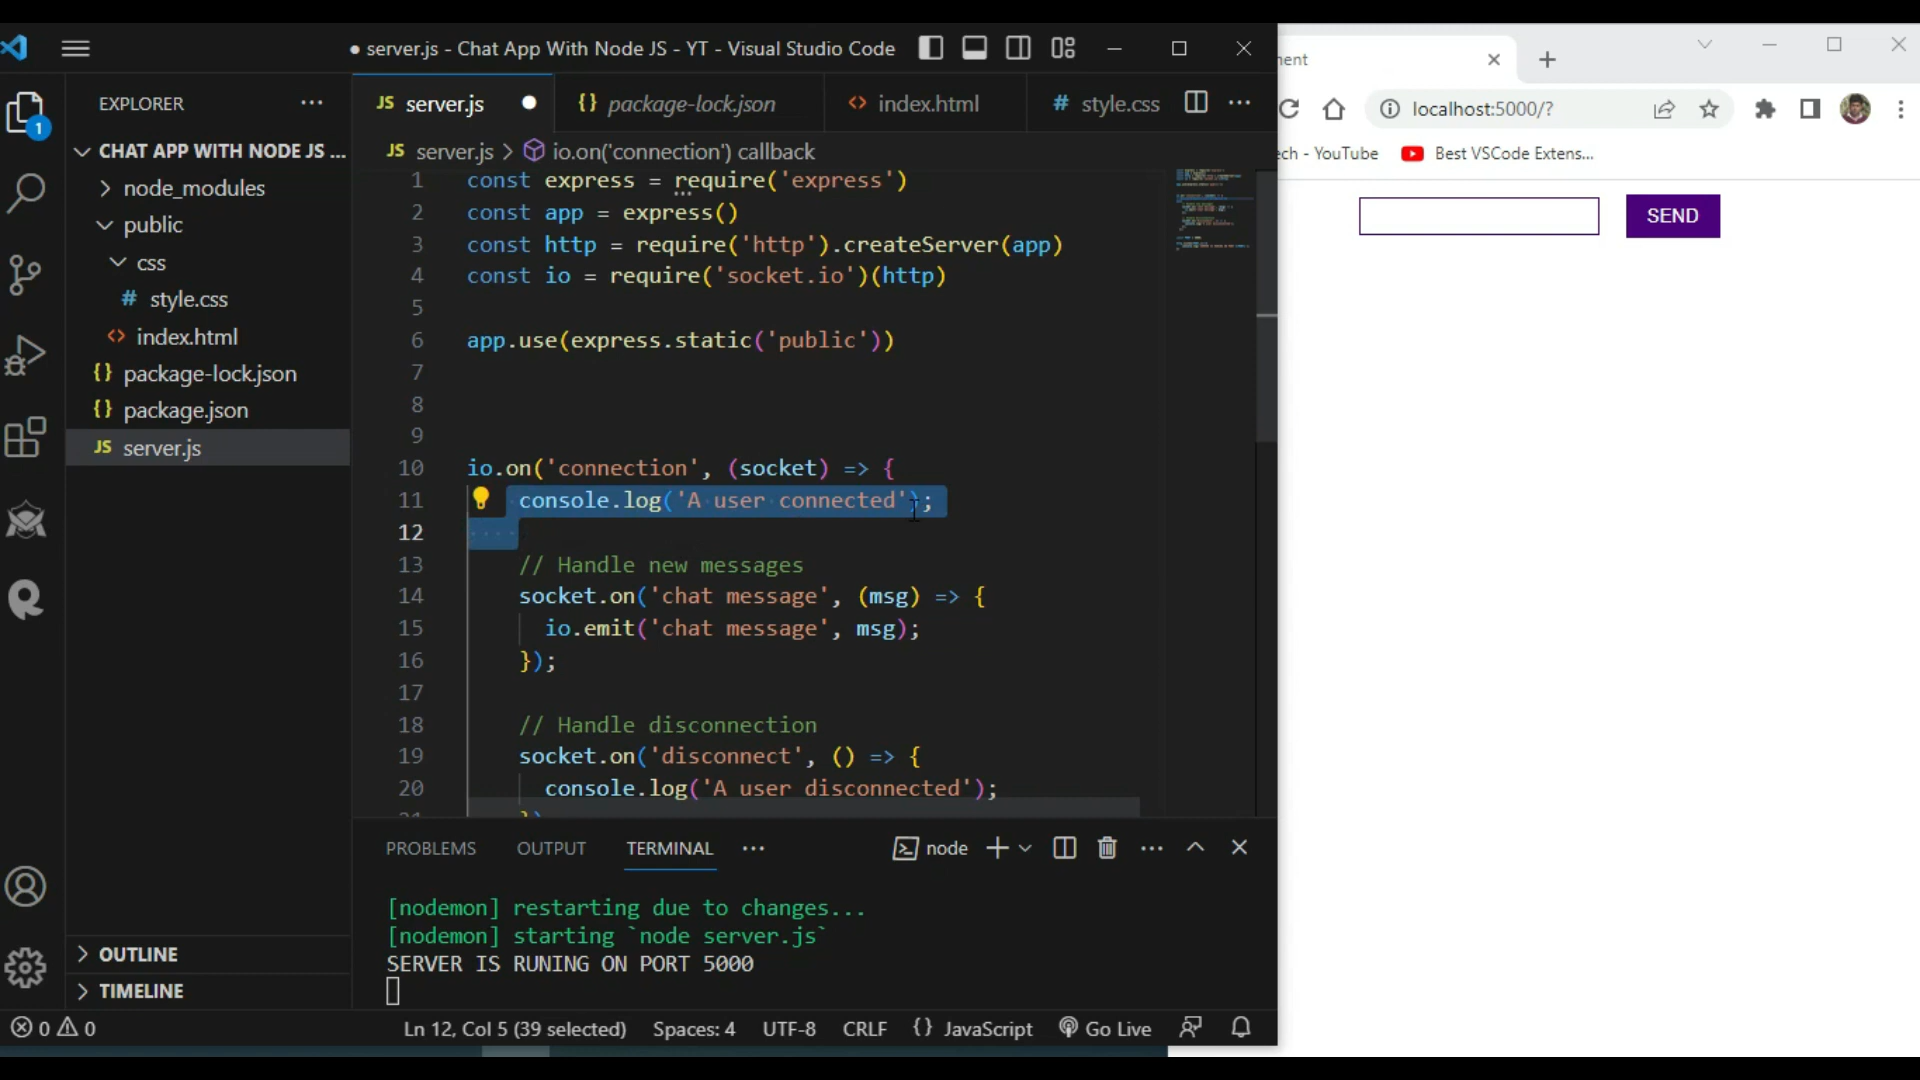 ● server.js - Chat App With Node JS - YT - Visual Studio Code
EXPLORER ...
1
CHAT APP WITH NODE JS ...
node_modules
public
css
# style.css
<> index.html
{} package-lock.json
{} package.json
JS server.js
OUTLINE
TIMELINE
JS server.js
{} package-lock.json
<> index.html
# style.css
JS server.js > io.on('connection') callback
1 const express = require('express')
2 const app = express()
3 const http = require('http').createServer(app)
4 const io = require('socket.io')(http)
5
6 app.use(express.static('public'))
7
8
9
10 io.on('connection', (socket) => {
11 console.log('A user connected');
12
13 // Handle new messages
14 socket.on('chat message', (msg) => {
15 io.emit('chat message', msg);
16 });
17
18 // Handle disconnection
19 socket.on('disconnect', () => {
20 console.log('A user disconnected');
PROBLEMS OUTPUT TERMINAL ... node
[nodemon] restarting due to changes...
[nodemon] starting `node server.js`
SERVER IS RUNING ON PORT 5000
0 0 Ln 12, Col 5 (39 selected) Spaces: 4 UTF-8 CRLF {} JavaScript Go Live
localhost:5000/?
ech - YouTube Best VSCode Extens...
SEND